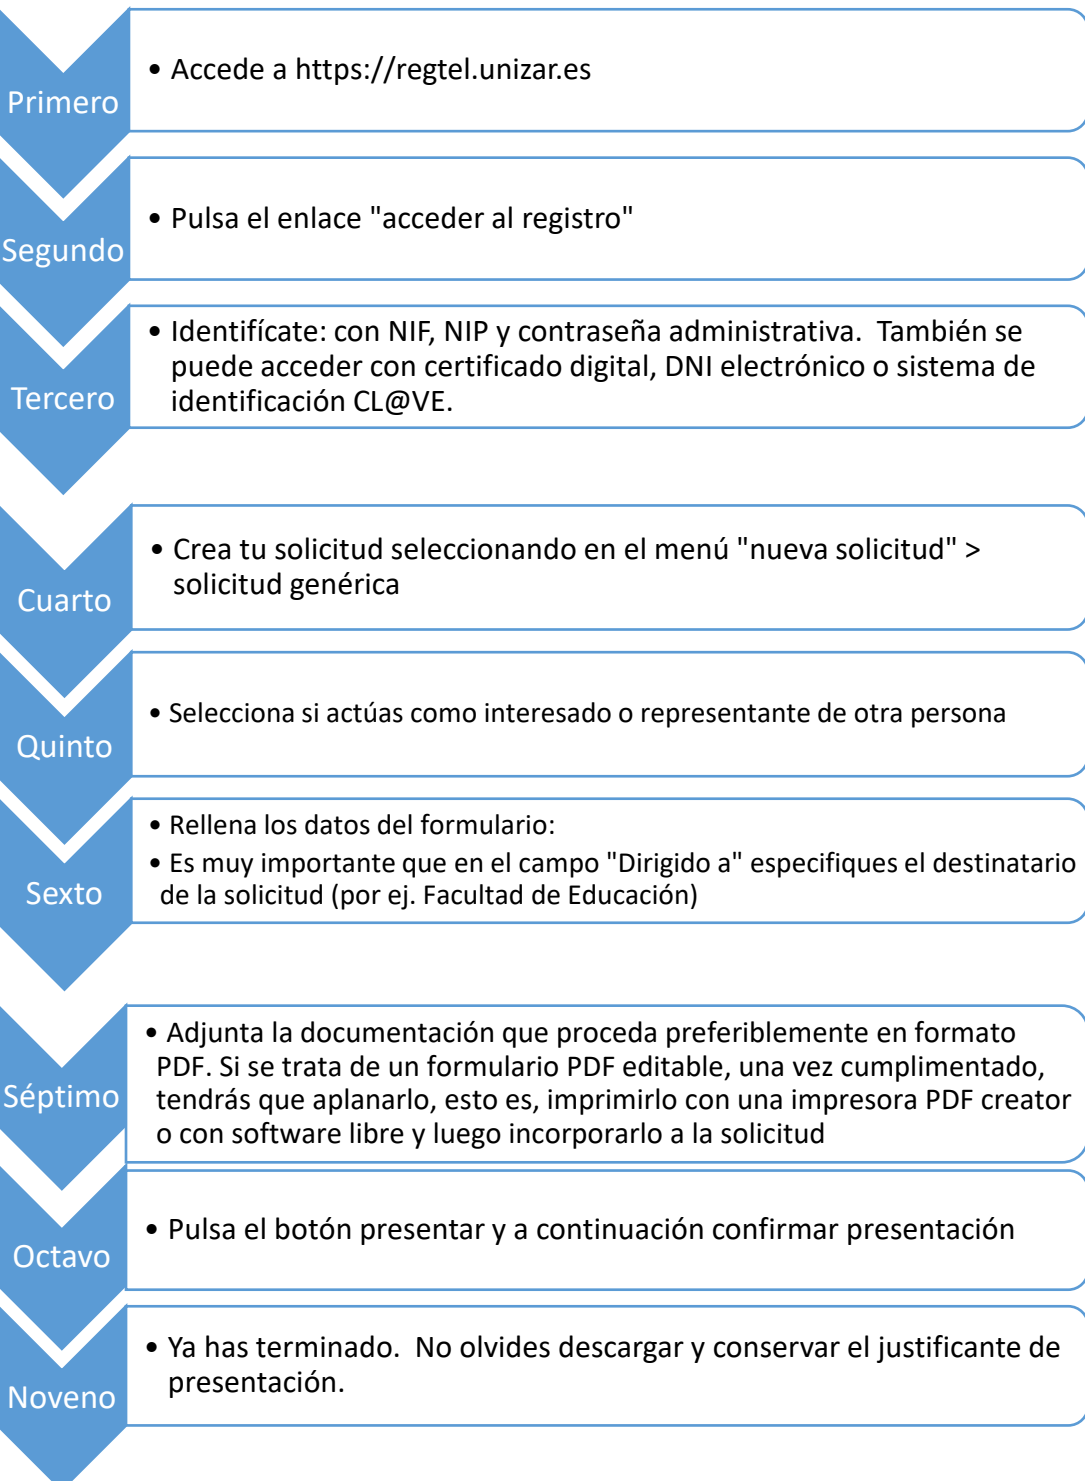 Primero
• Accede a https://regtel.unizar.es
Segundo
• Pulsa el enlace "acceder al registro"
Tercero
• Identifícate: con NIF, NIP y contraseña administrativa.  También se
puede acceder con certificado digital, DNI electrónico o sistema de
identificación CL@VE.
Cuarto
• Crea tu solicitud seleccionando en el menú "nueva solicitud" >
solicitud genérica
Quinto
• Selecciona si actúas como interesado o representante de otra persona
Sexto
• Rellena los datos del formulario:
• Es muy importante que en el campo "Dirigido a" especifiques el destinatario
de la solicitud (por ej. Facultad de Educación)
Séptimo
• Adjunta la documentación que proceda preferiblemente en formato
PDF. Si se trata de un formulario PDF editable, una vez cumplimentado,
tendrás que aplanarlo, esto es, imprimirlo con una impresora PDF creator
o con software libre y luego incorporarlo a la solicitud
Octavo
• Pulsa el botón presentar y a continuación confirmar presentación
Noveno
• Ya has terminado.  No olvides descargar y conservar el justificante de
presentación.